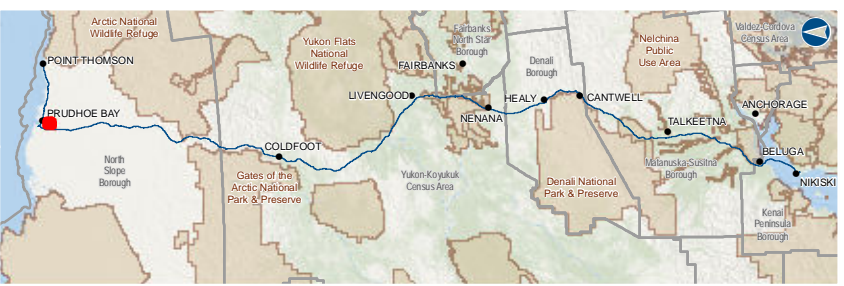 Arctic National
Wildlife Refuge
POINT THOMSON
PRUDHOE BAY
North
Slope
Borough
COLDFOOT
Gates of the
Arctic National
Park & Preserve
Yukon Flats
National
Wildlife Refuge
LIVENGOOD
Fairbanks
North Star
Borough
FAIRBANKS
NENANA
Yukon-Koyukuk
Census Area
Denali
Borough
HEALY
CANTWELL
Denali National
Park & Preserve
Nelchina
Public
Use Area
TALKEETNA
Matanuska-Susitna
Borough
Valdez-Cordova
Census Area
ANCHORAGE
BELUGA
NIKISKI
Kenai
Peninsula
Borough